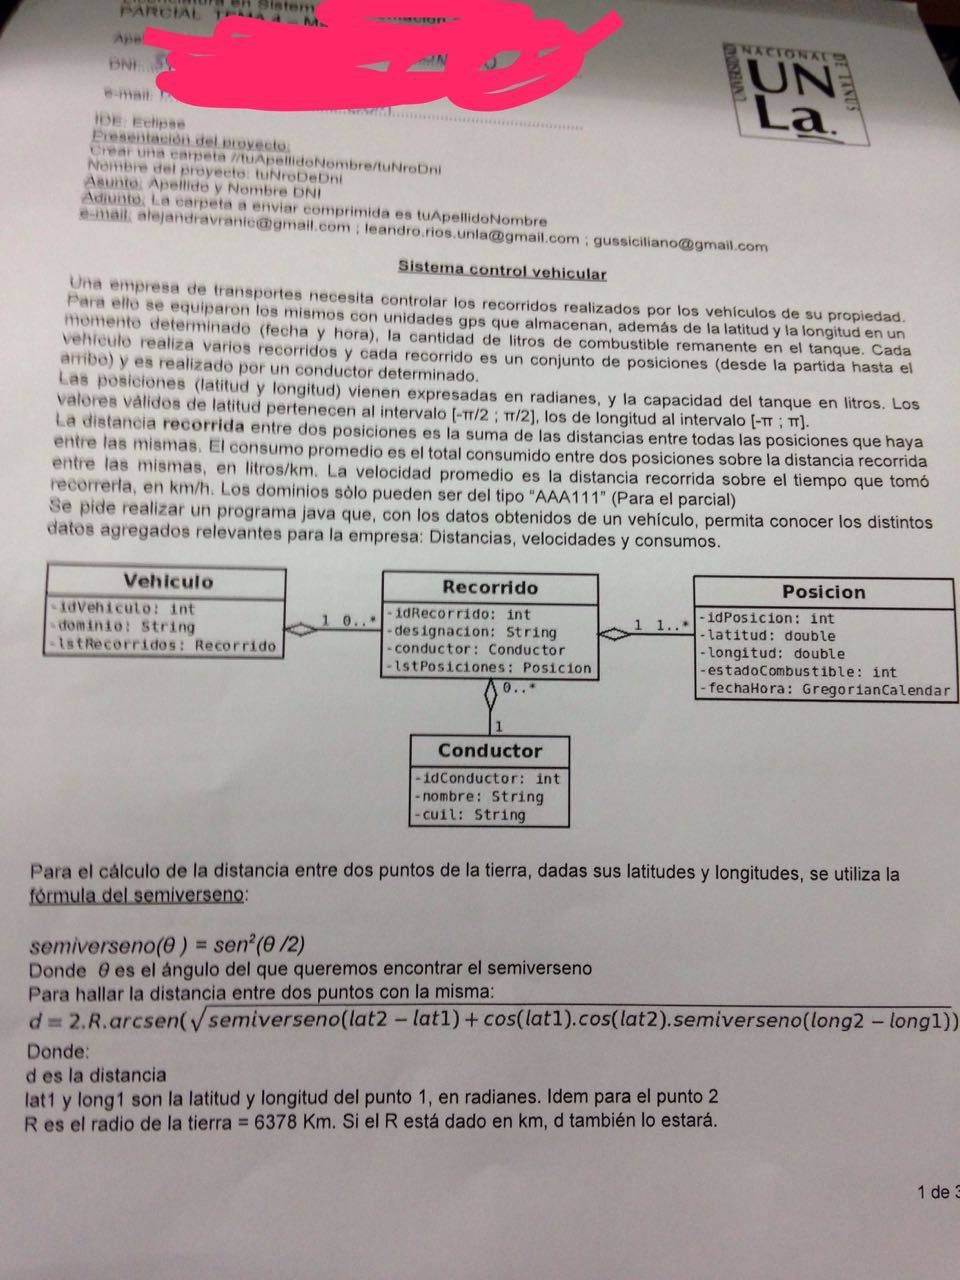 en Sistem
PARCIAL TEMA 4 – M
Ape
DNI:
e-mail:
UNIVERSIDAD NACIONAL DE LANUS
UN
La.
IDE: Eclipse
Presentación del proyecto:
Crear una carpeta //tuApellidoNombre/tuNroDni
Nombre del proyecto: tuNroDeDni
Asunto: Apellido y Nombre DNI
Adjunto: La carpeta a enviar comprimida es tuApellidoNombre
e-mail: alejandravranic@gmail.com ; leandro.rios.unla@gmail.com ; gussiciliano@gmail.com
Sistema control vehicular
Una empresa de transportes necesita controlar los recorridos realizados por los vehículos de su propiedad.
Para ello se equiparon los mismos con unidades gps que almacenan, además de la latitud y la longitud en un
momento determinado (fecha y hora), la cantidad de litros de combustible remanente en el tanque. Cada
vehículo realiza varios recorridos y cada recorrido es un conjunto de posiciones (desde la partida hasta el
arribo) y es realizado por un conductor determinado.
Las posiciones (latitud y longitud) vienen expresadas en radianes, y la capacidad del tanque en litros. Los
valores válidos de latitud pertenecen al intervalo [-π/2 ; π/2], los de longitud al intervalo [-π ; π].
La distancia recorrida entre dos posiciones es la suma de las distancias entre todas las posiciones que haya
entre las mismas. El consumo promedio es el total consumido entre dos posiciones sobre la distancia recorrida
entre las mismas, en litros/km. La velocidad promedio es la distancia recorrida sobre el tiempo que tomó
recorrerla, en km/h. Los dominios sólo pueden ser del tipo “AAA111” (Para el parcial)
Se pide realizar un programa java que, con los datos obtenidos de un vehículo, permita conocer los distintos
datos agregados relevantes para la empresa: Distancias, velocidades y consumos.
Vehiculo
-idVehiculo: int
-dominio: String
-lstRecorridos: Recorrido
1 0..*
Recorrido
-idRecorrido: int
-designacion: String
-conductor: Conductor
-lstPosiciones: Posicion
1 1..*
Posicion
-idPosicion: int
-latitud: double
-longitud: double
-estadoCombustible: int
-fechaHora: GregorianCalendar
0..*
1
Conductor
-idConductor: int
-nombre: String
-cuil: String
Para el cálculo de la distancia entre dos puntos de la tierra, dadas sus latitudes y longitudes, se utiliza la
fórmula del semiverseno:
semiverseno(θ ) = sen²(θ /2)
Donde θ es el ángulo del que queremos encontrar el semiverseno
Para hallar la distancia entre dos puntos con la misma:
d = 2.R.arcsen(√semiverseno(lat2 – lat1) + cos(lat1).cos(lat2).semiverseno(long2 – long1))
Donde:
d es la distancia
lat1 y long1 son la latitud y longitud del punto 1, en radianes. Idem para el punto 2
R es el radio de la tierra = 6378 Km. Si el R está dado en km, d también lo estará.
1 de 3